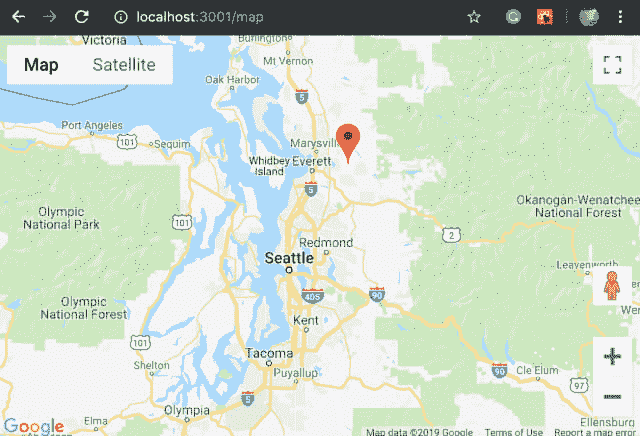 localhost:3001/map
Victoria
Burlington
Map
Satellite
Mt Vernon
Oak Harbor
5
Port Angeles
101
Sequim
Marysvill
Whidbey
Island
Everett
5
Olympic
National Park
101
Okanogan-Wenatchee
National Forest
2
Redmond
Seattle
Leavenworth
Olympic
National Forest
405
90
Kent
101
Tacoma
Shelton
Puyallup
90
Cle Elum
97
Olympia
5
Elma
Ellensburg
Google
Map data ©2019 Google
Terms of Use
Report a map error